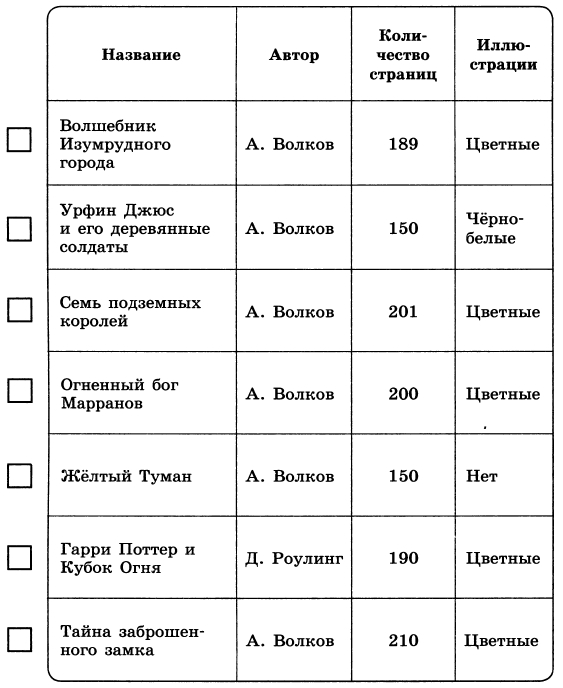 Название
Автор
Коли-
чество
страниц
Иллю-
страции
Волшебник
Изумрудного
города
А. Волков
189
Цветные
Урфин Джюс
и его деревянные
солдаты
А. Волков
150
Чёрно-
белые
Семь подземных
королей
А. Волков
201
Цветные
Огненный бог
Марранов
А. Волков
200
Цветные
Жёлтый Туман
А. Волков
150
Нет
Гарри Поттер и
Кубок Огня
Д. Роулинг
190
Цветные
Тайна заброшен-
ного замка
А. Волков
210
Цветные